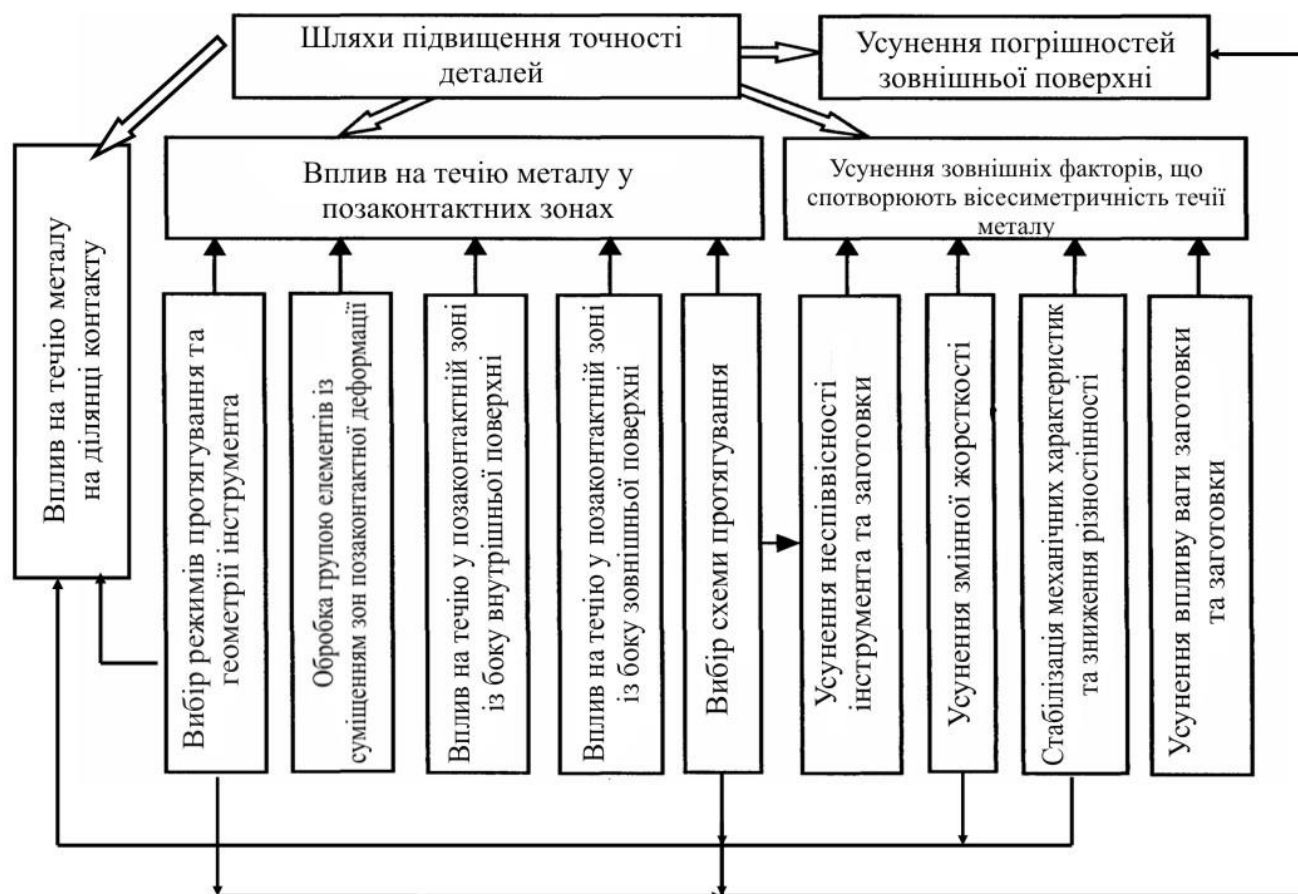 Шляхи підвищення точності
деталей
Усунення погрішностей
зовнішньої поверхні
Вплив на течію металу
на ділянці контакту
Вплив на течію металу у
позаконтактних зонах
Усунення зовнішніх факторів, що
спотворюють вісесиметричність течії
металу
Вибір режимів протягування та
геометрії інструмента
Обробка групою елементів із
суміщенням зон позаконтактної деформації
Вплив на течію у позаконтактній зоні
із боку внутрішньої поверхні
Вплив на течію у позаконтактній зоні
із боку зовнішньої поверхні
Вибір схеми протягування
Усунення неспіввісності
інструмента та заготовки
Усунення змінної жорсткості
Стабілізація механічних характеристик
та зниження різностінності
Усунення впливу ваги заготовки
та заготовки